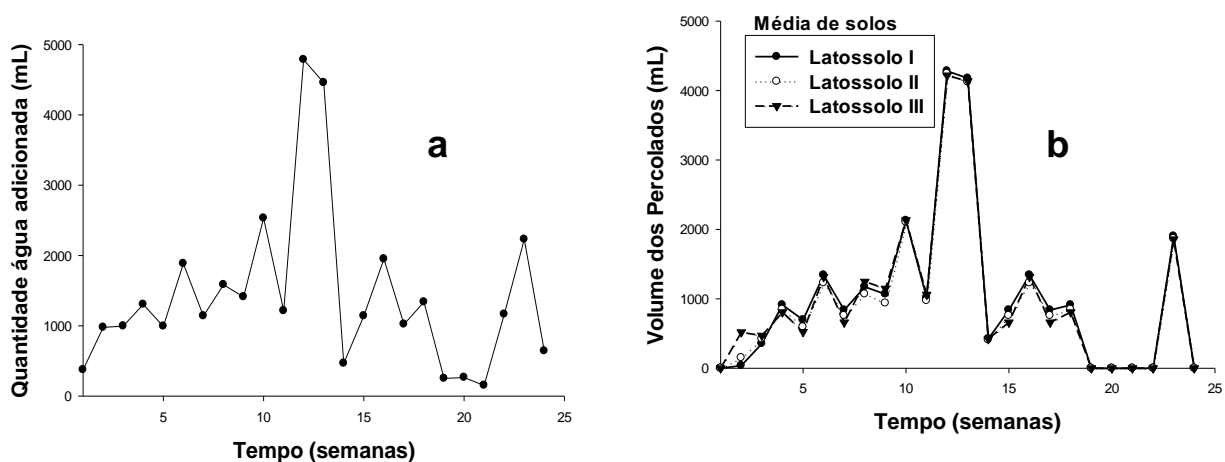 Quantidade água adicionada (mL)
5000
4000
3000
2000
1000
0
5
10
15
20
25
Tempo (semanas)
a
Média de solos
Latossolo I
Latossolo II
Latossolo III
Volume dos Percolados (mL)
5000
4000
3000
2000
1000
0
5
10
15
20
25
Tempo (semanas)
b